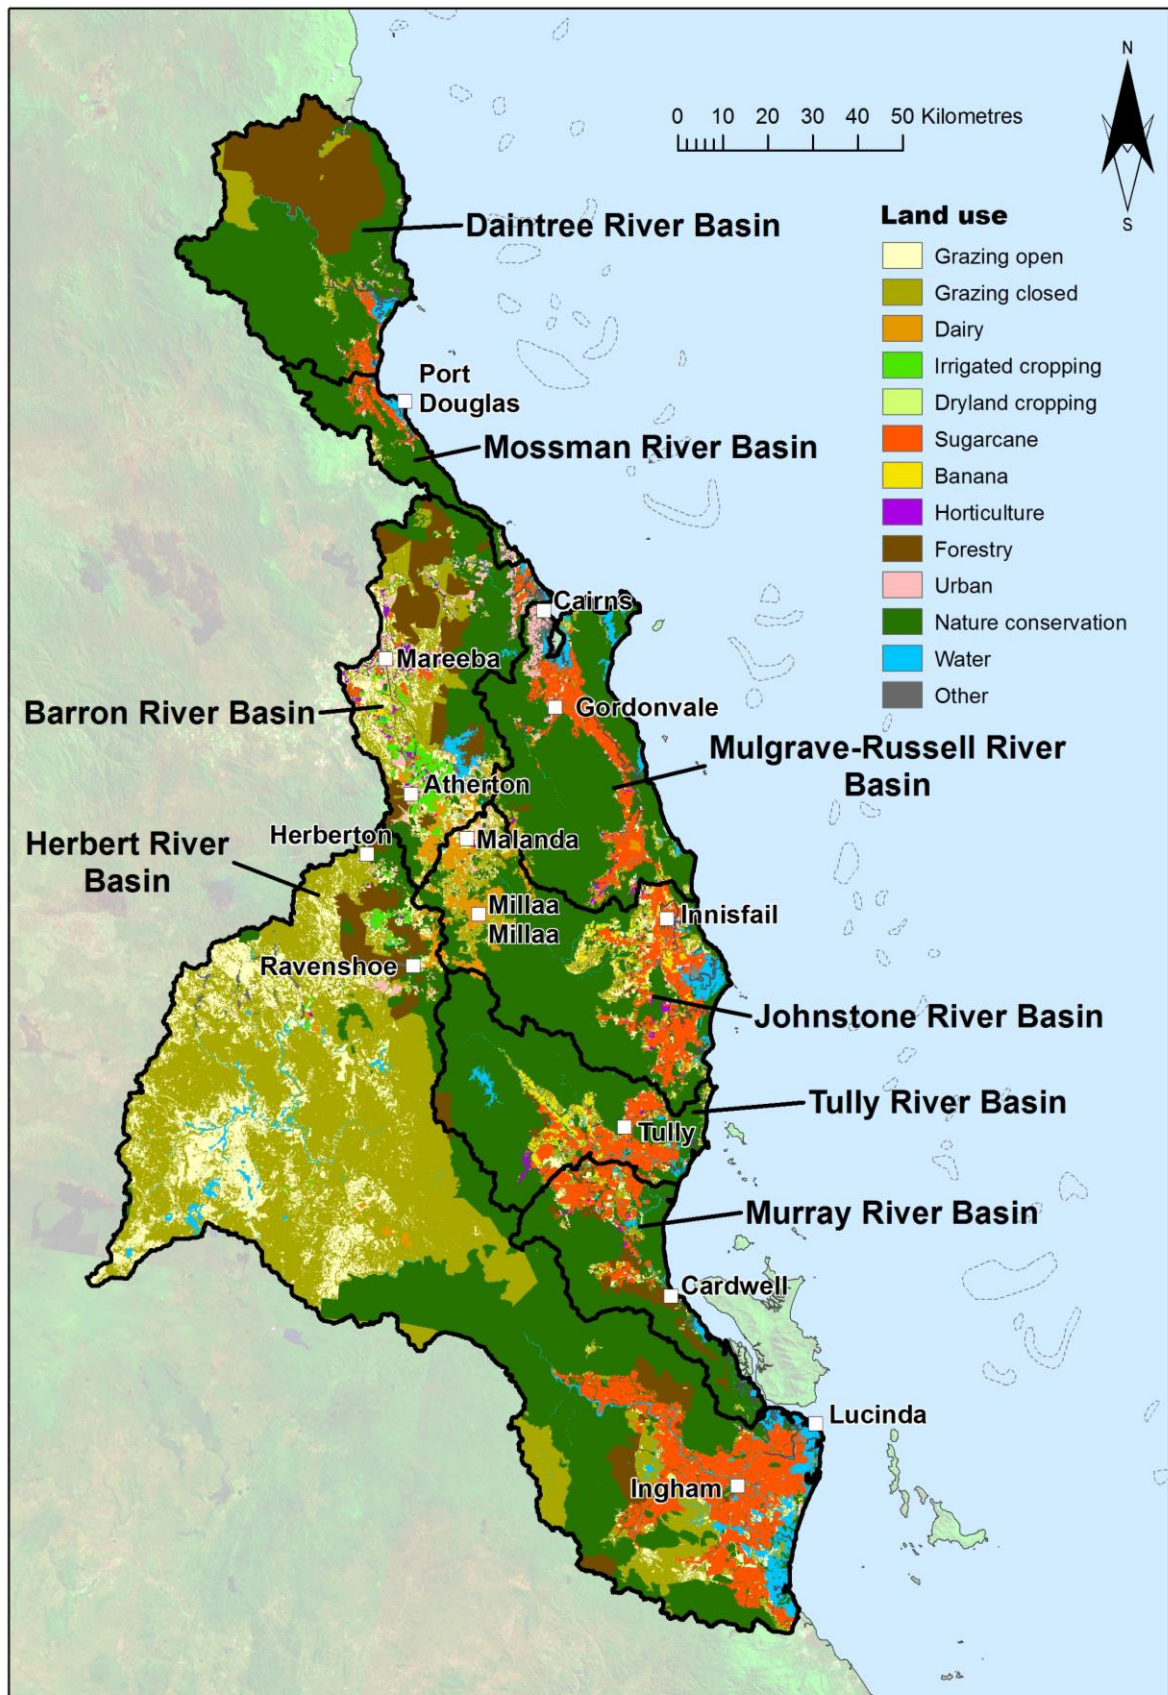 N
0 10 20 30 40 50 Kilometres
S
Daintree River Basin
Land use
Grazing open
Grazing closed
Dairy
Irrigated cropping
Dryland cropping
Sugarcane
Banana
Horticulture
Forestry
Urban
Nature conservation
Water
Other
Port
Douglas
Mossman River Basin
Cairns
Mareeba
Barron River Basin
Gordonvale
Mulgrave-Russell River
Basin
Atherton
Herberton
Malanda
Herbert River
Basin
Millaa
Millaa
Innisfail
Ravenshoe
Johnstone River Basin
Tully River Basin
Tully
Murray River Basin
Cardwell
Lucinda
Ingham